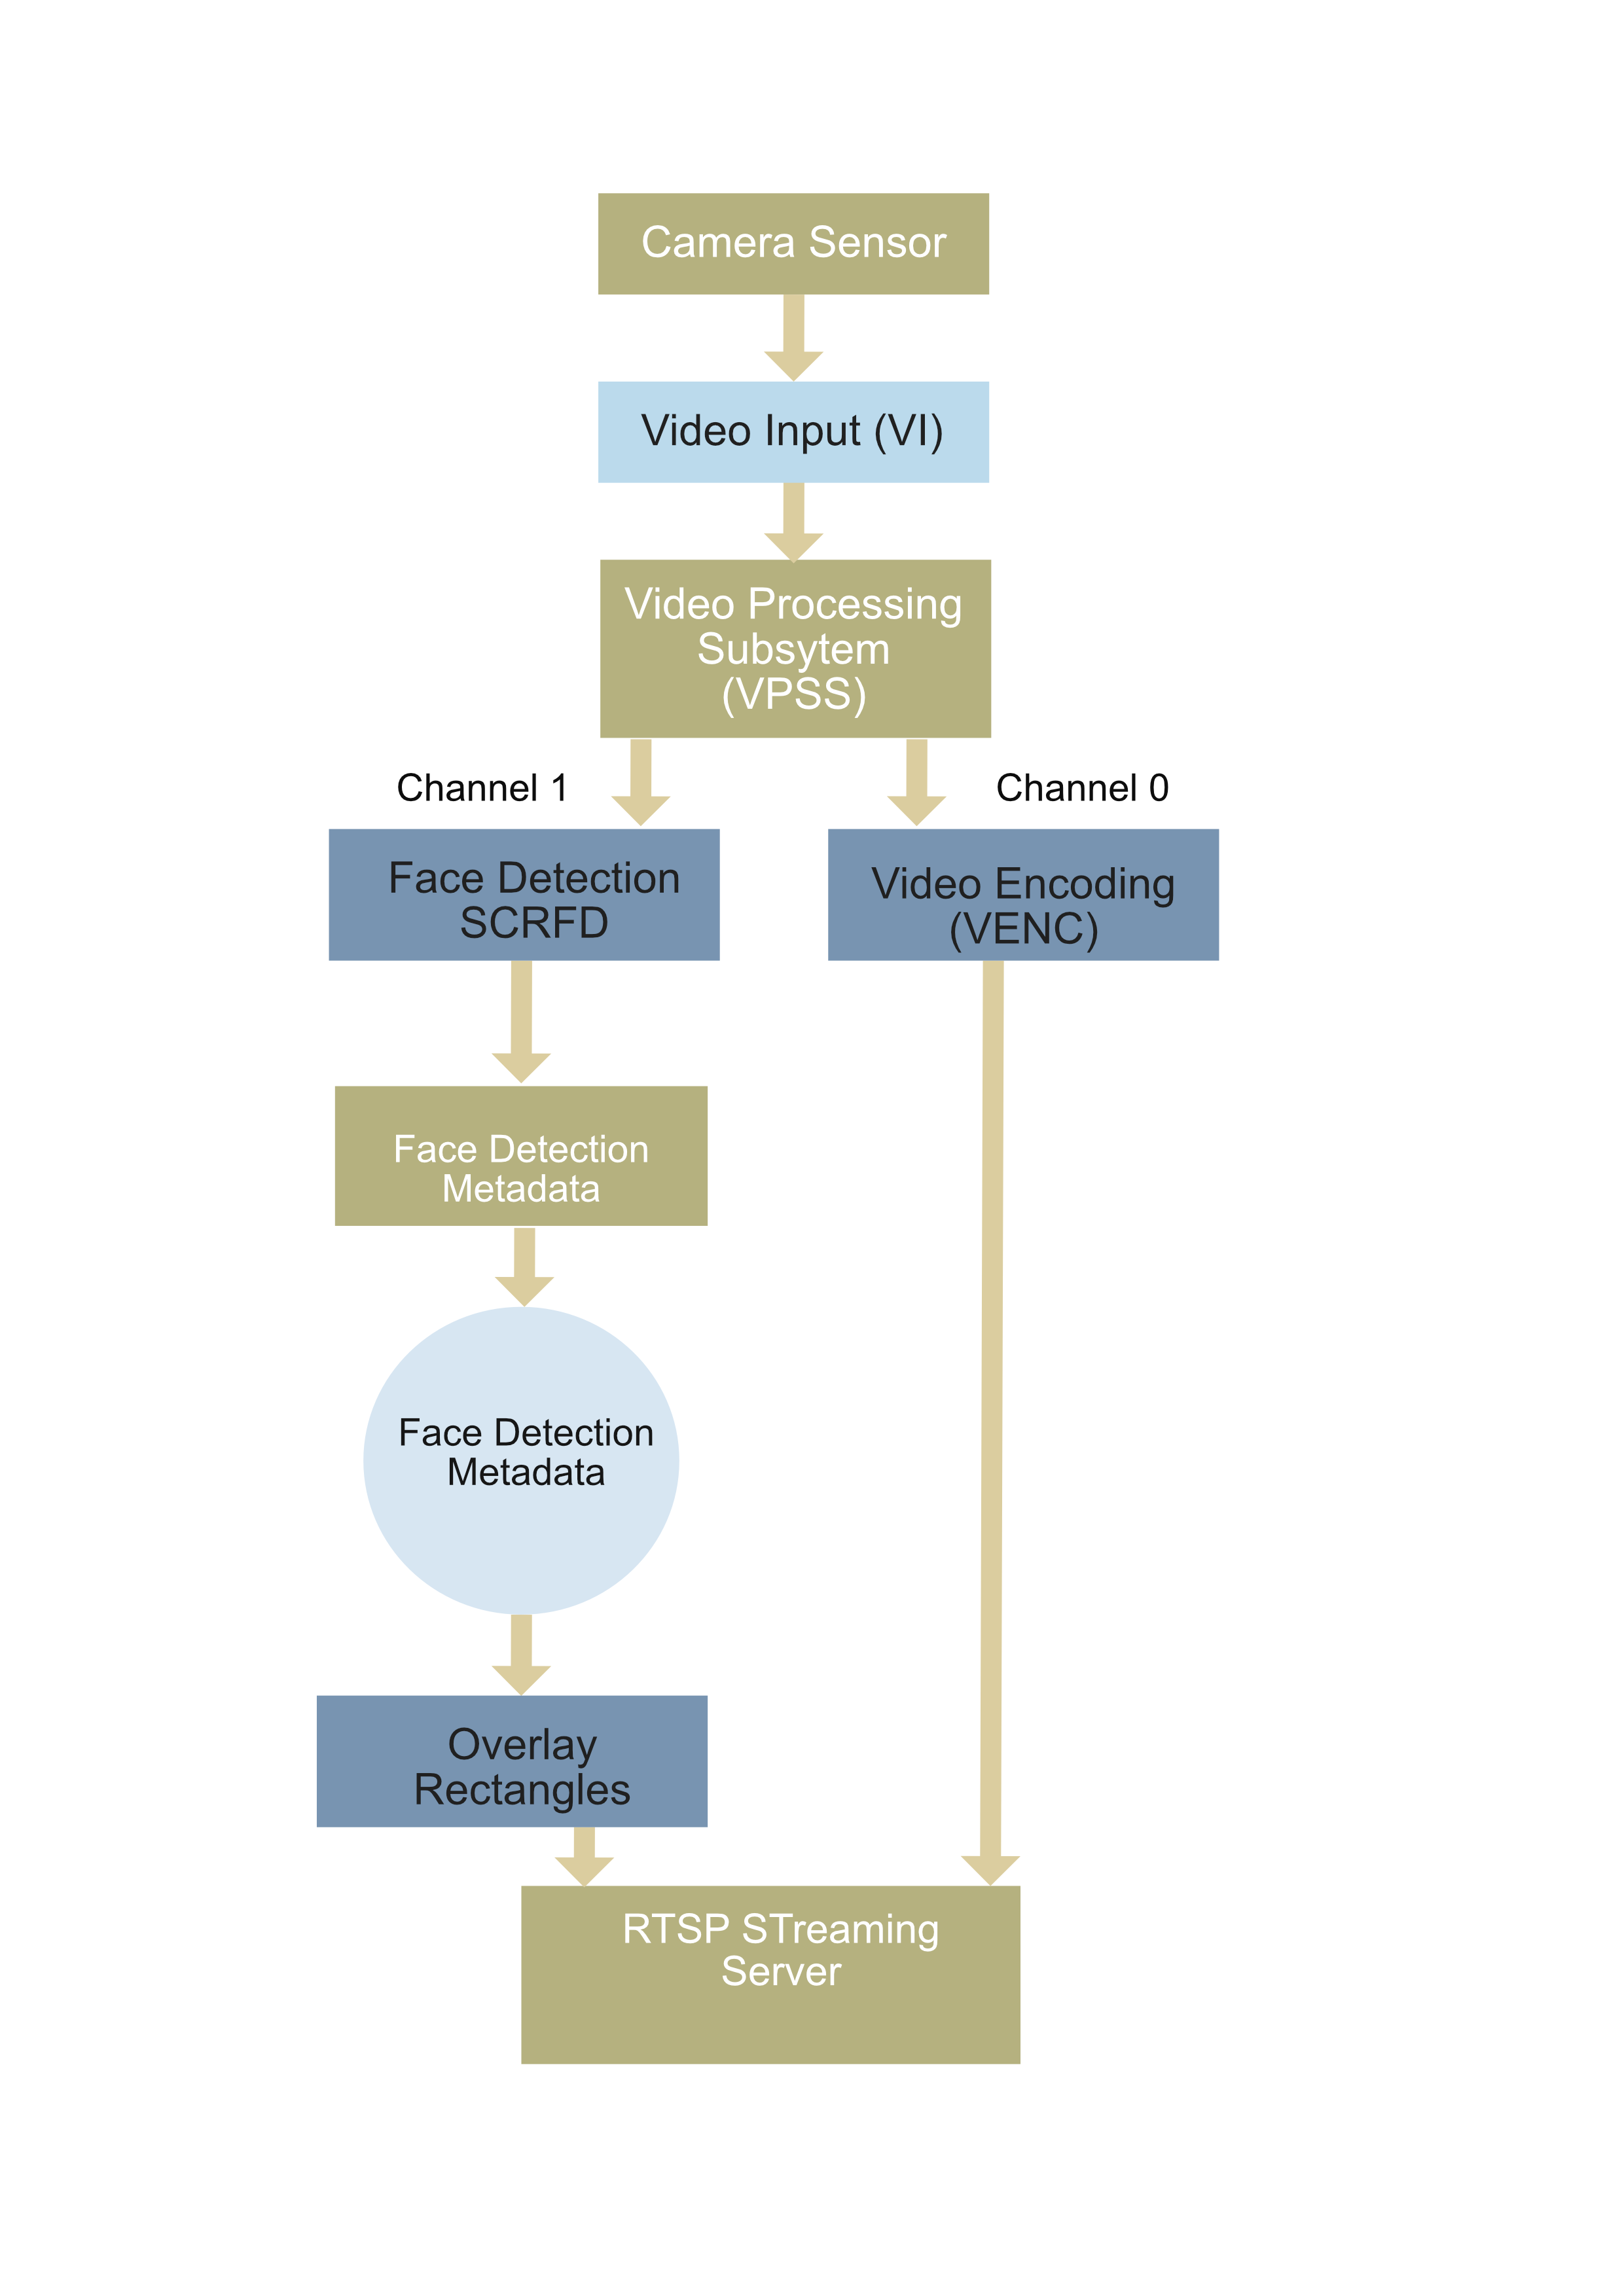 Camera Sensor
Video Input (VI)
Video Processing
Subsytem
(VPSS)
Channel 1
Channel 0
Face Detection
SCRFD
Video Encoding
(VENC)
Face Detection
Metadata
Face Detection
Metadata
Overlay
Rectangles
RTSP STreaming
Server